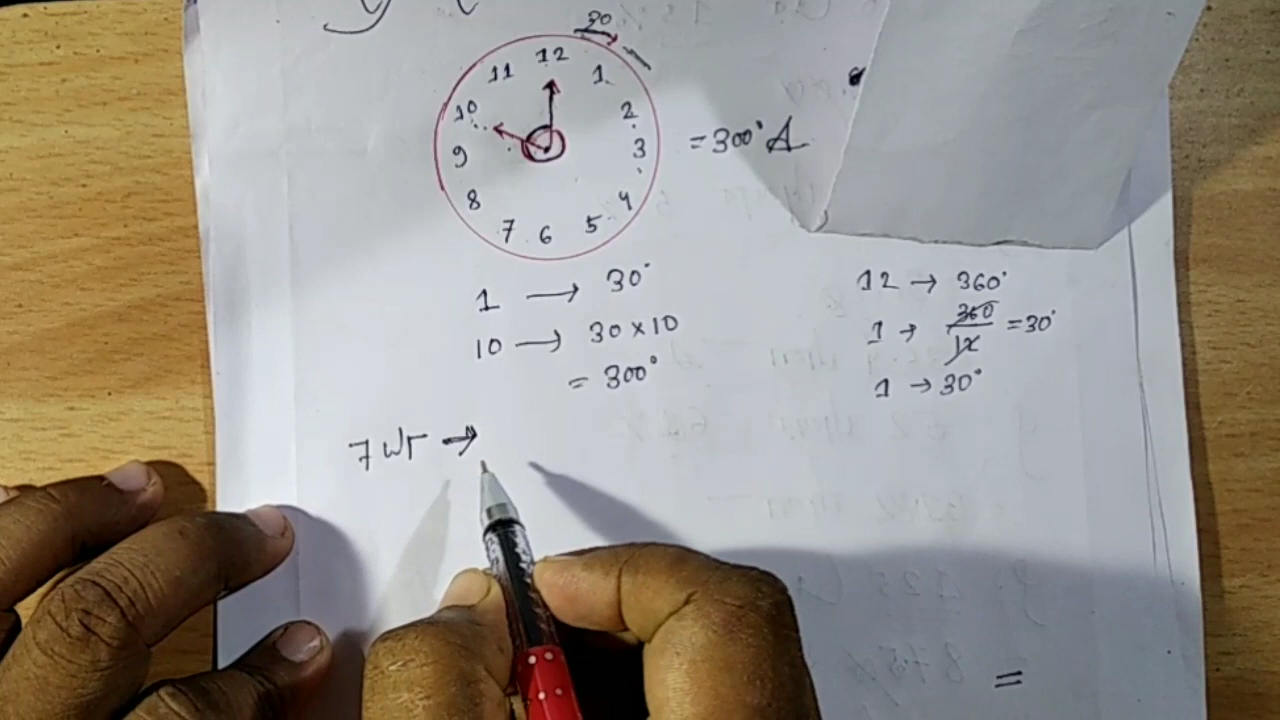 30
12
11 1
10 2
9 3
8 4
7 6 5
= 300° A
1 → 30°
10 → 30 × 10
= 300°
12 → 360°
1 → 360/12 = 30°
1 → 30°
7 →
=